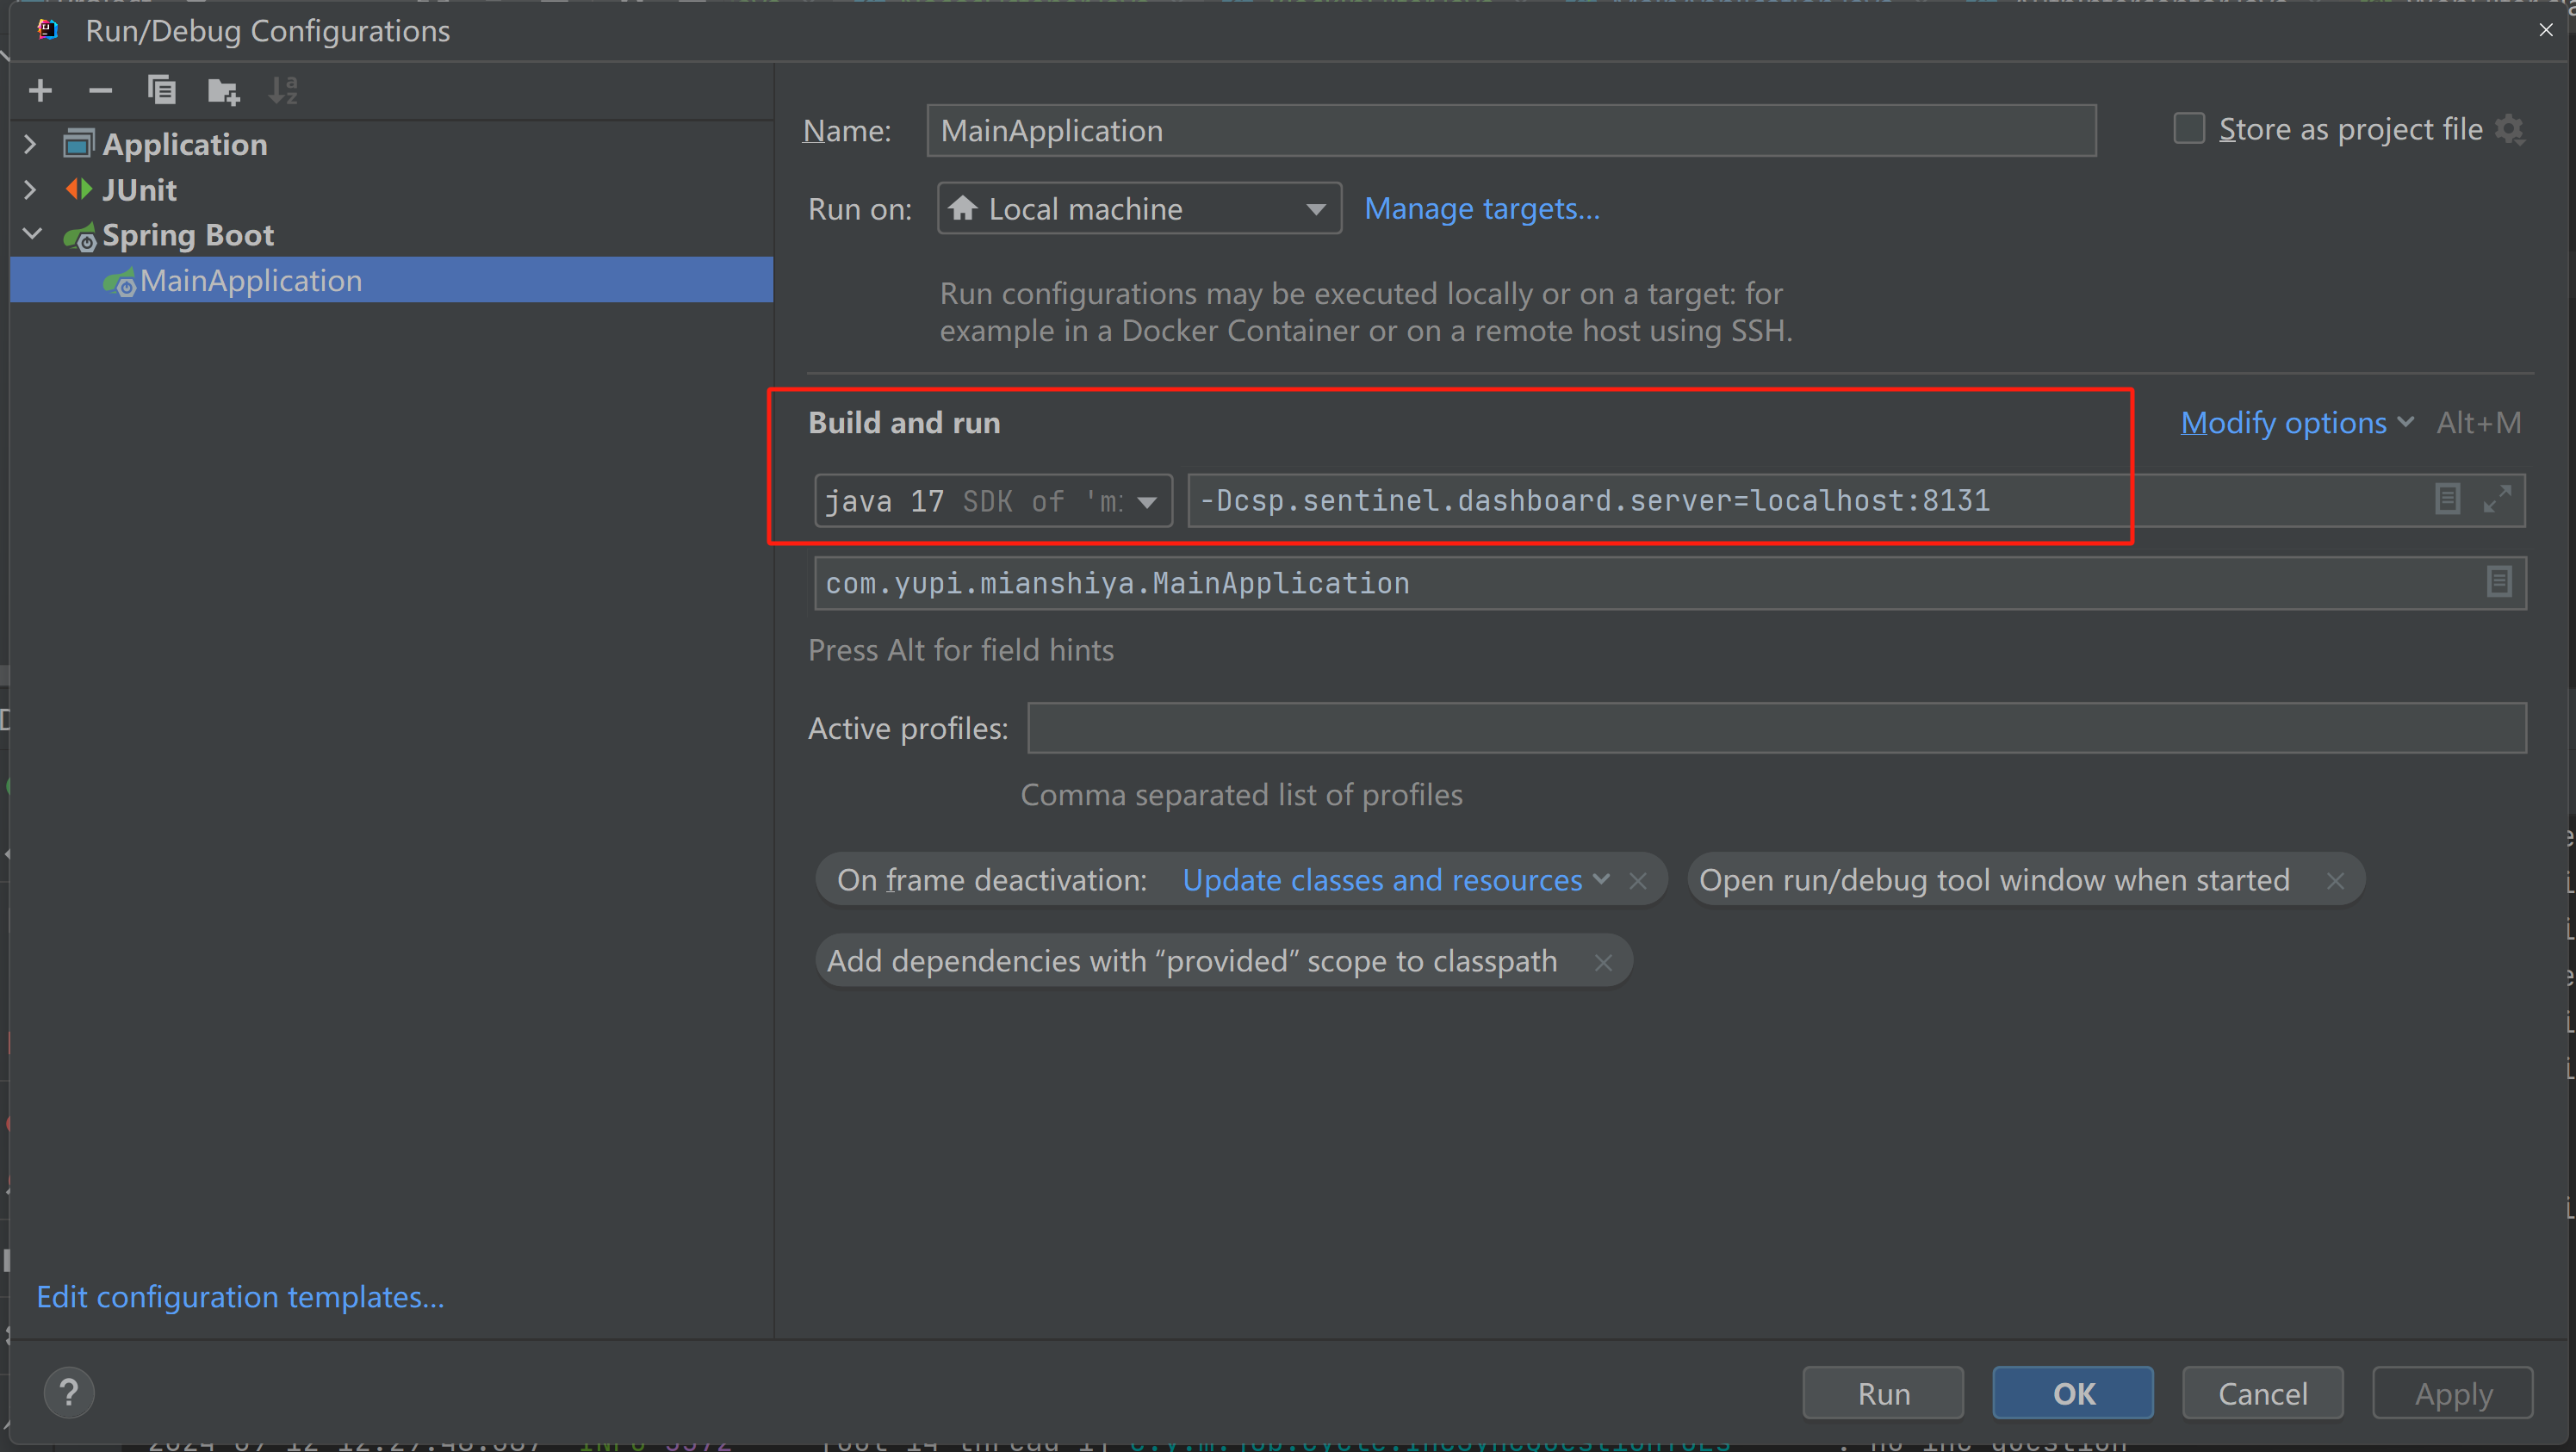 Run/Debug Configurations
Application
JUnit
Spring Boot
MainApplication
Edit configuration templates...
Name:
MainApplication
Store as project file
Run on:
Local machine
Manage targets...
Run configurations may be executed locally or on a target: for
example in a Docker Container or on a remote host using SSH.
Build and run
Modify options
Alt+M
java 17 SDK of 'm:
-Dcsp.sentinel.dashboard.server=localhost:8131
com.yupi.mianshiya.MainApplication
Press Alt for field hints
Active profiles:
Comma separated list of profiles
On frame deactivation:
Update classes and resources
Open run/debug tool window when started
Add dependencies with “provided” scope to classpath
?
Run
OK
Cancel
Apply